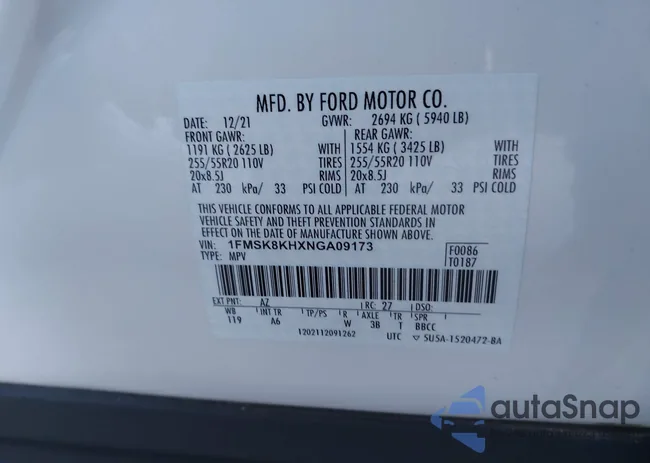 MFD. BY FORD MOTOR CO.
DATE: 12/21 GVWR: 2694 KG ( 5940 LB)
FRONT GAWR: REAR GAWR:
1191 KG ( 2625 LB) WITH 1554 KG ( 3425 LB) WITH
255/55R20 110V TIRES 255/55R20 110V TIRES
20x8.5J RIMS 20x8.5J RIMS
AT 230 kPa/ 33 PSI COLD AT 230 kPa/ 33 PSI COLD
THIS VEHICLE CONFORMS TO ALL APPLICABLE FEDERAL MOTOR
VEHICLE SAFETY AND THEFT PREVENTION STANDARDS IN
EFFECT ON THE DATE OF MANUFACTURE SHOWN ABOVE.
VIN: 1FMSK8KHXNGA09173 F0086
TYPE: MPV T0187
EXT PNT: AZ RC: 27 DSO:
WB INT TR TP/PS R AXLE TR SPR
119 A6 W 3B T BBCC
1202112091262 UTC ▽ 5U5A-1520472-BA
autoSnap